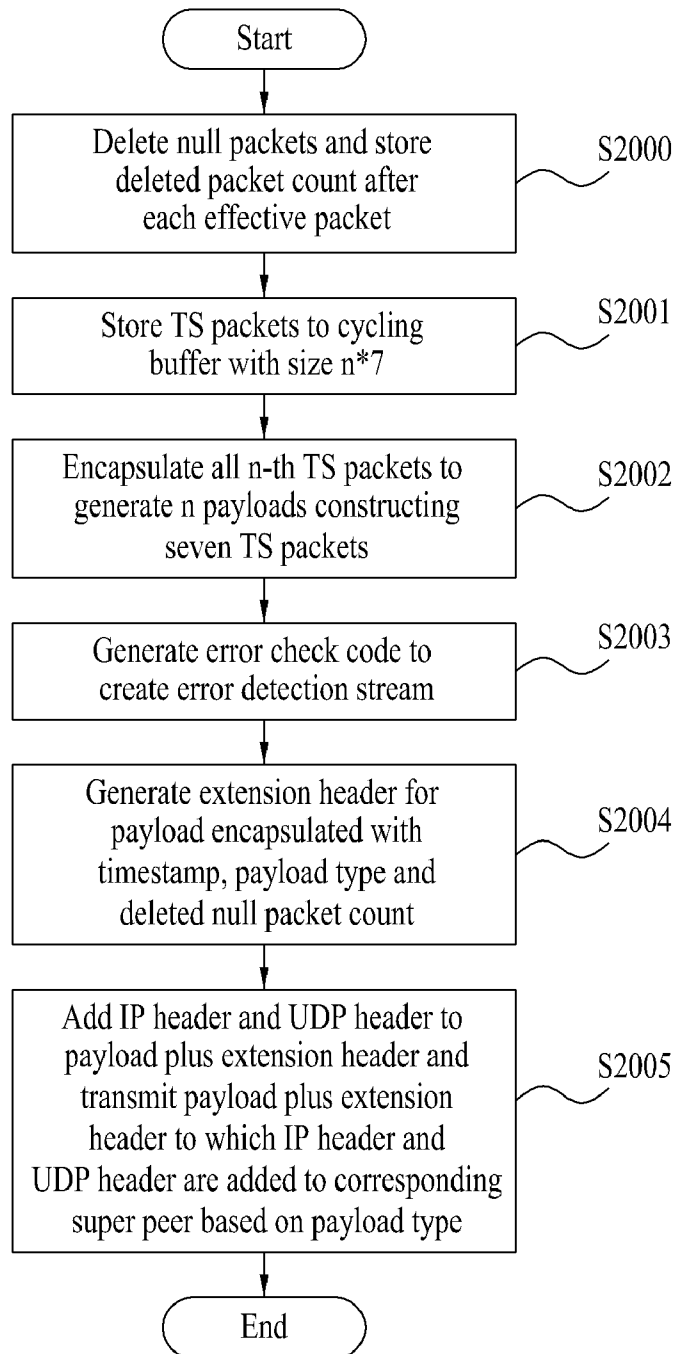 Start
Delete null packets and store
deleted packet count after
each effective packet
S2000
Store TS packets to cycling
buffer with size n*7
S2001
Encapsulate all n-th TS packets to
generate n payloads constructing
seven TS packets
S2002
Generate error check code to
create error detection stream
S2003
Generate extension header for
payload encapsulated with
timestamp, payload type and
deleted null packet count
S2004
Add IP header and UDP header to
payload plus extension header and
transmit payload plus extension
header to which IP header and
UDP header are added to corresponding
super peer based on payload type
S2005
End